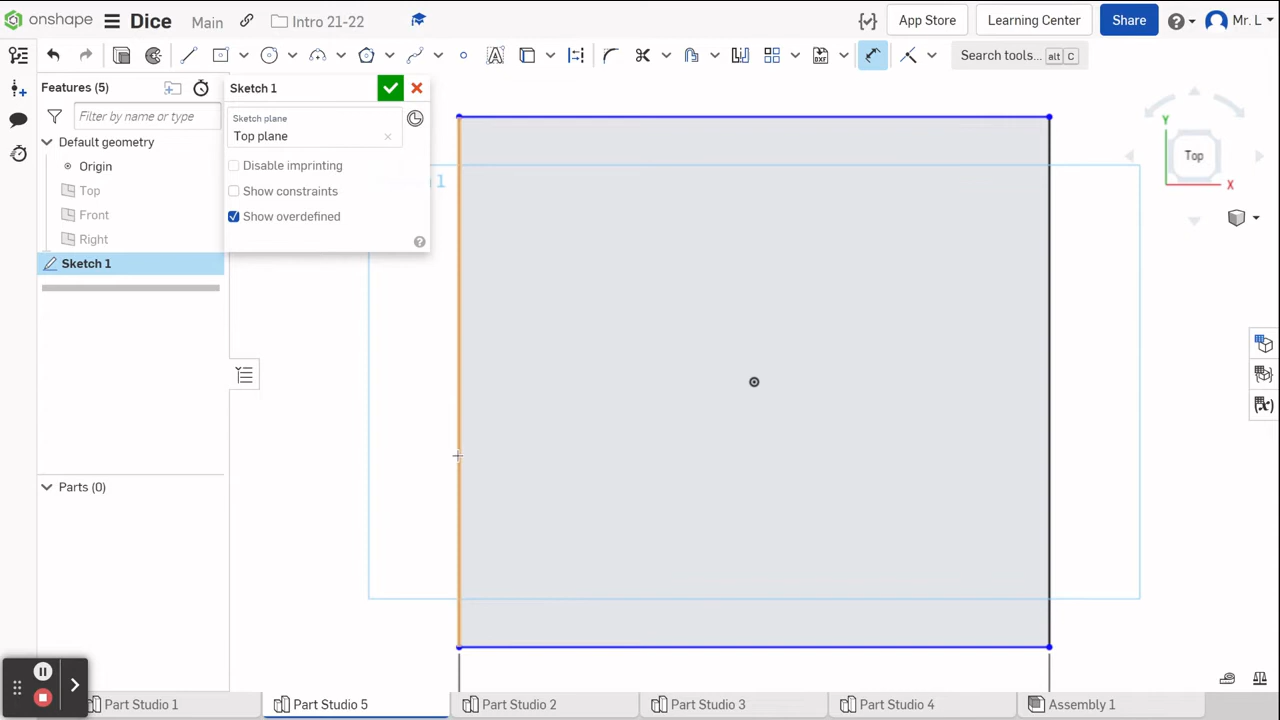 onshape Dice Main Intro 21-22 App Store Learning Center Share Mr. L
Search tools... alt C
Features (5)
Sketch 1
Filter by name or type
Sketch plane
Top plane
Default geometry
Origin
Disable imprinting
Top
Show constraints
Front
Show overdefined
Right
Sketch 1
Parts (0)
1
Y
Top
X
Part Studio 1 Part Studio 5 Part Studio 2 Part Studio 3 Part Studio 4 Assembly 1